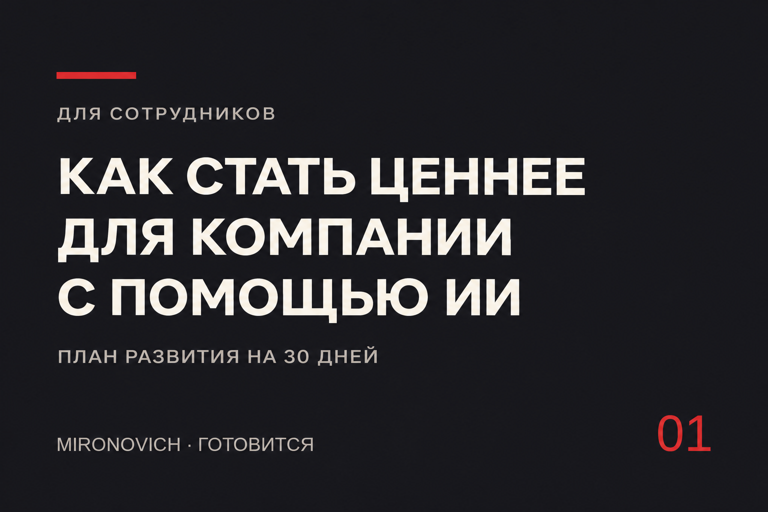 ДЛЯ СОТРУДНИКОВ
КАК СТАТЬ ЦЕННЕЕ
ДЛЯ КОМПАНИИ
С ПОМОЩЬЮ ИИ
ПЛАН РАЗВИТИЯ НА 30 ДНЕЙ
MIRONOVICH · ГОТОВИТСЯ
01